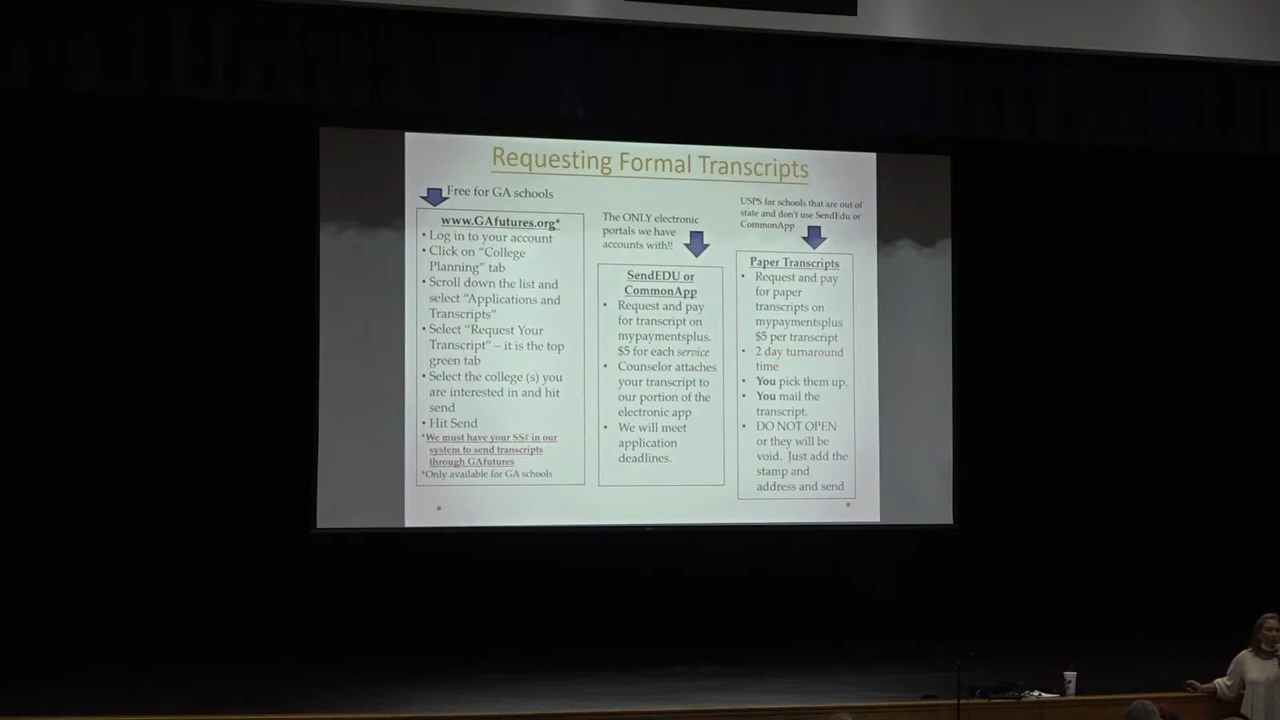 Requesting Formal Transcripts
Free for GA schools
www.GAfutures.org*
• Log in to your account
• Click on “College
Planning” tab
• Scroll down the list and
select “Applications and
Transcripts”
• Select “Request Your
Transcript” – it is the top
green tab
• Select the college (s) you
are interested in and hit
send
• Hit Send
*We must have your SS# in our
system to send transcripts
through GAfutures
*Only available for GA schools
The ONLY electronic
portals we have
accounts with!!
SendEDU or
CommonApp
• Request and pay
for transcript on
mypaymentsplus.
$5 for each service
• Counselor attaches
your transcript to
our portion of the
electronic app
• We will meet
application
deadlines.
USPS for schools that are out of
state and don't use SendEdu or
CommonApp
Paper Transcripts
• Request and pay
for paper
transcripts on
mypaymentsplus
$5 per transcript
• 2 day turnaround
time
• You pick them up.
• You mail the
transcript.
• DO NOT OPEN
or they will be
void. Just add the
stamp and
address and send